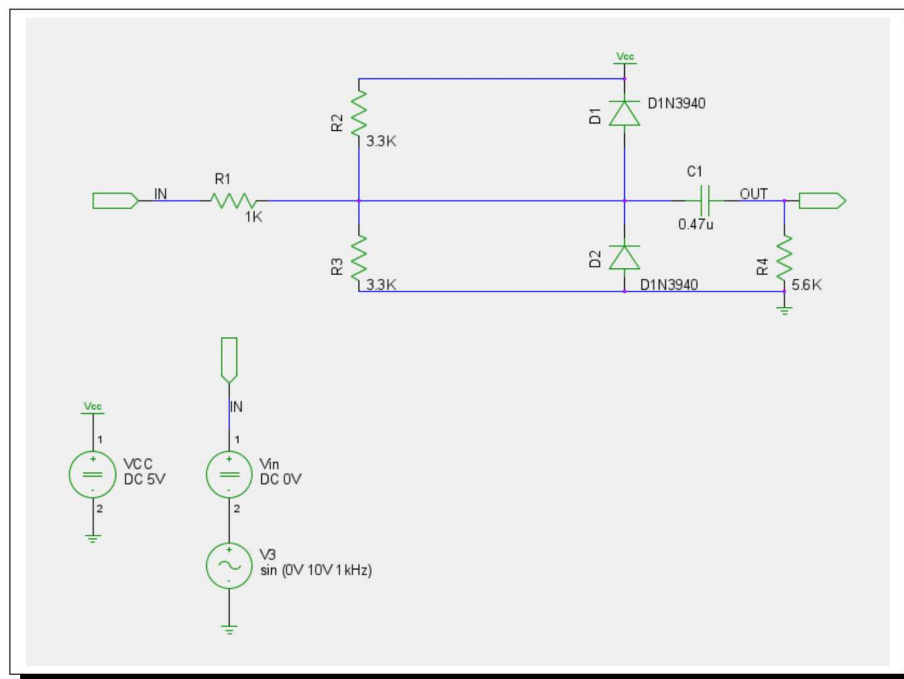 Vcc
D1N3940
D1
R2
3.3K
R1
C1
IN
OUT
1K
0.47u
R3
D2
R4
3.3K
D1N3940
5.6K
IN
Vcc
1
1
VCC
DC 5V
Vin
DC 0V
2
2
V3
sin (0V 10V 1kHz)